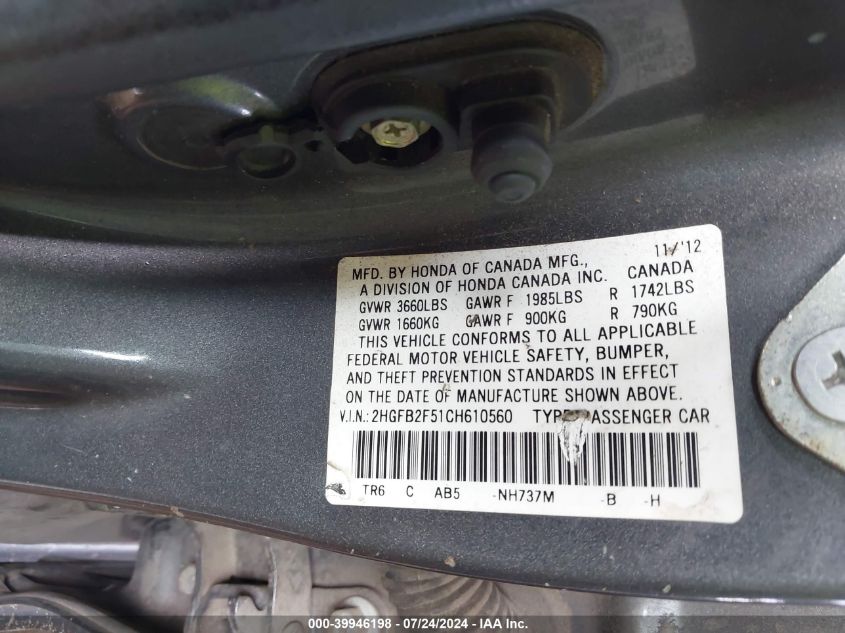 11/'12
MFD. BY HONDA OF CANADA MFG.,
A DIVISION OF HONDA CANADA INC. CANADA
GVWR 3660LBS GAWR F 1985LBS R 1742LBS
GVWR 1660KG GAWR F 900KG R 790KG
THIS VEHICLE CONFORMS TO ALL APPLICABLE
FEDERAL MOTOR VEHICLE SAFETY, BUMPER,
AND THEFT PREVENTION STANDARDS IN EFFECT
ON THE DATE OF MANUFACTURE SHOWN ABOVE.
V.I.N.: 2HGFB2F51CH610560 TYPE: PASSENGER CAR
TR6 C AB5 -NH737M -B -H
000-39946198 - 07/24/2024 - IAA Inc.